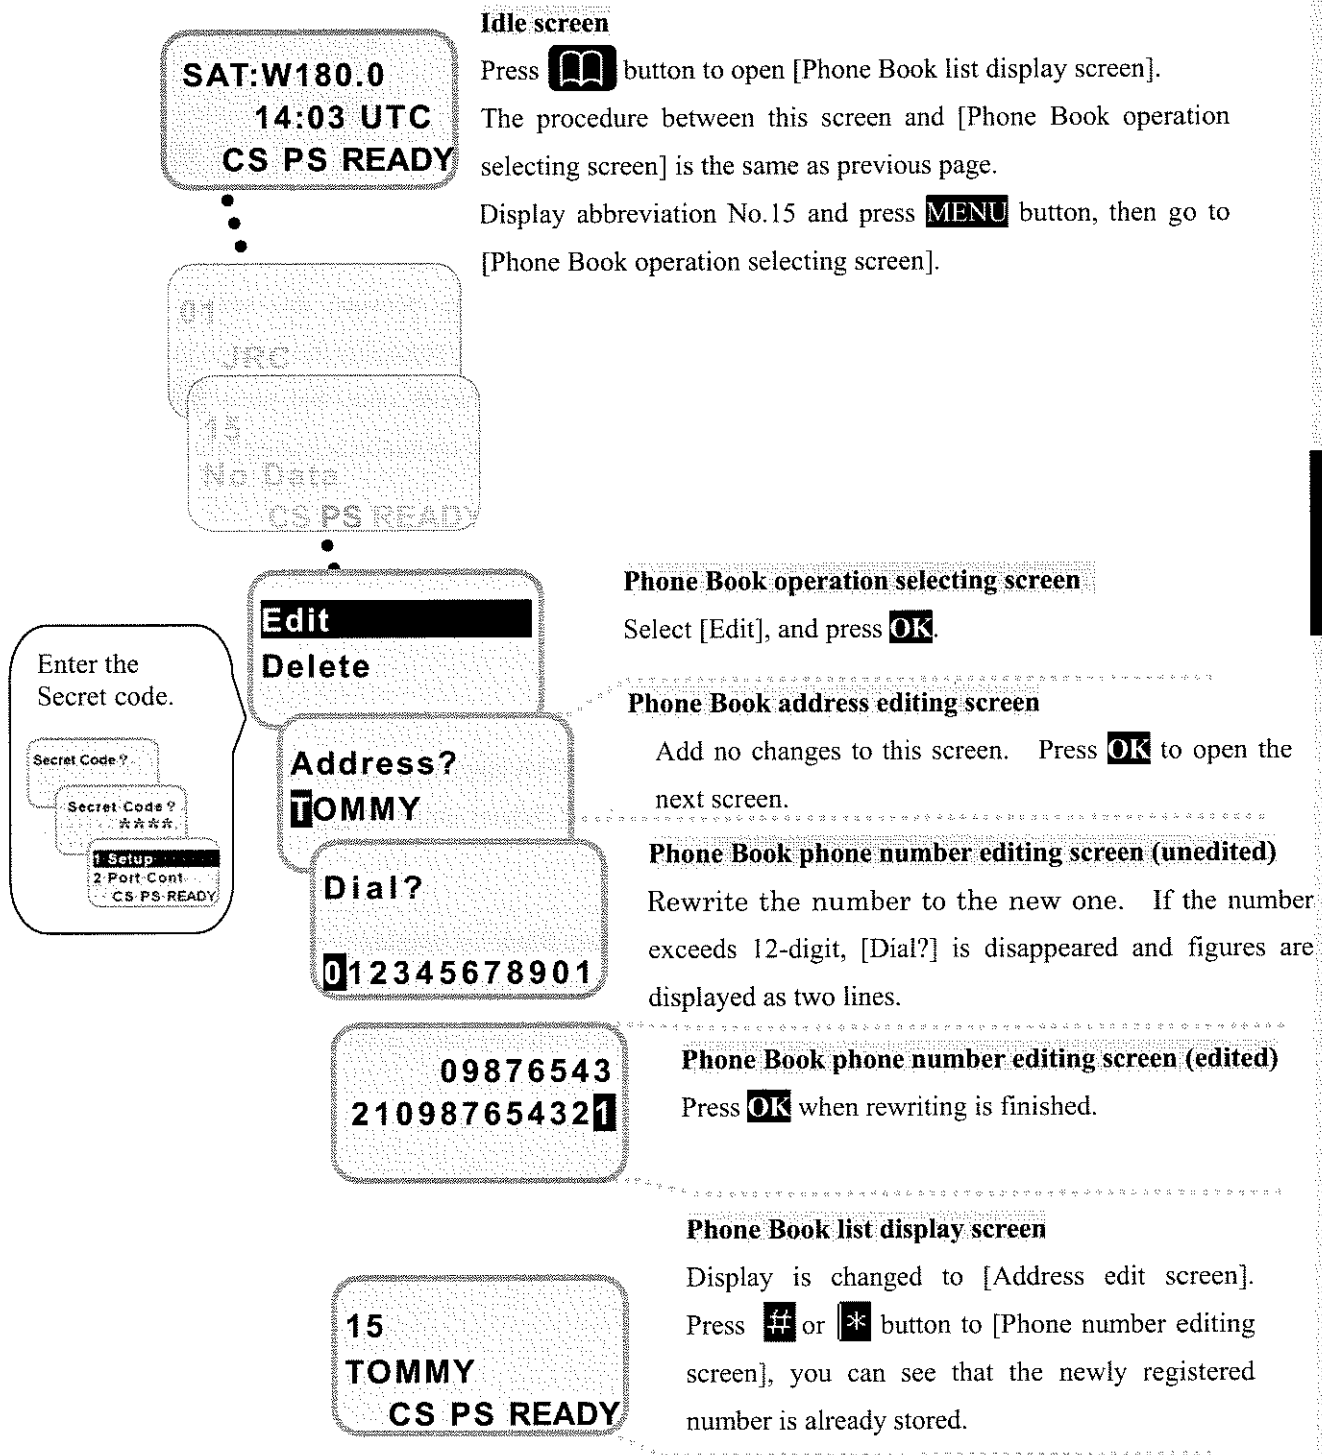 Idle screen
SAT:W180.0
14:03 UTC
CS PS READY
Press button to open [Phone Book list display screen].
The procedure between this screen and [Phone Book operation
selecting screen] is the same as previous page.
Display abbreviation No.15 and press MENU button, then go to
[Phone Book operation selecting screen].
01
JRC
15
No Data
CS PS READY
Edit
Delete
Phone Book operation selecting screen
Select [Edit], and press OK.
Enter the
Secret code.
Secret Code ?
Secret Code ?
****
1 Setup
2 Port Cont
CS PS READY
Address?
TOMMY
Phone Book address editing screen
Add no changes to this screen. Press OK to open the
next screen.
Dial?
012345678901
Phone Book phone number editing screen (unedited)
Rewrite the number to the new one. If the number
exceeds 12-digit, [Dial?] is disappeared and figures are
displayed as two lines.
09876543
210987654321
Phone Book phone number editing screen (edited)
Press OK when rewriting is finished.
15
TOMMY
CS PS READY
Phone Book list display screen
Display is changed to [Address edit screen].
Press # or * button to [Phone number editing
screen], you can see that the newly registered
number is already stored.